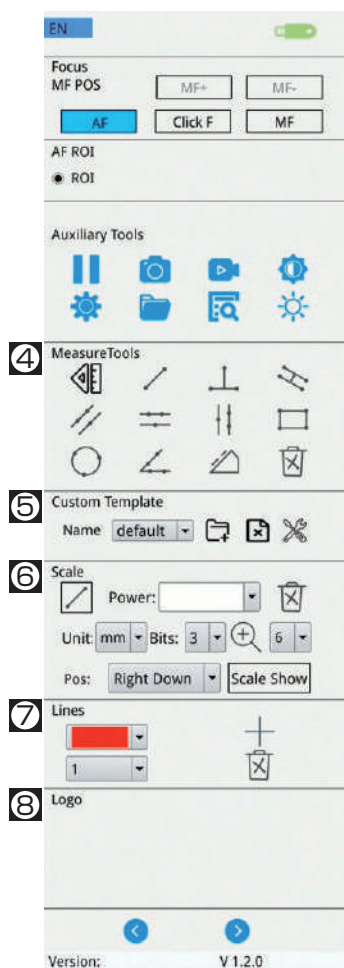 EN
Focus
MF POS MF+ MF-
AF Click F MF
AF ROI
ROI
Auxiliary Tools
4 MeasureTools
5 Custom Template
Name default
6 Scale
Power:
Unit: mm Bits: 3 6
Pos: Right Down Scale Show
7 Lines
1
8 Logo
Version: V 1.2.0